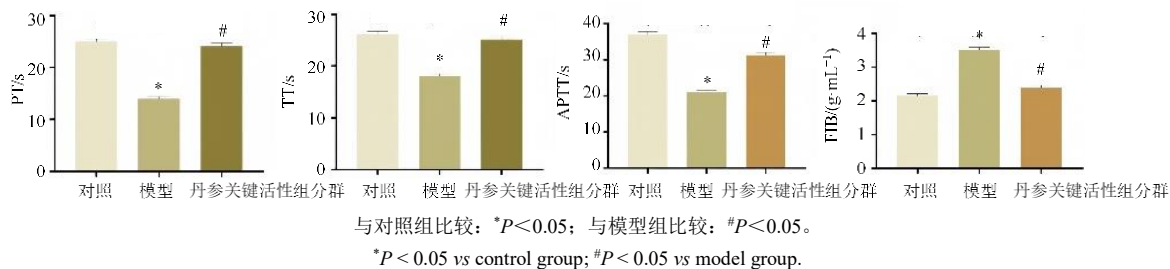 30
20
10
0
PT/s
*
#
对照 模型 丹参关键活性组分群
30
20
10
0
TT/s
*
#
对照 模型 丹参关键活性组分群
40
30
20
0
APTT/s
*
#
对照 模型 丹参关键活性组分群
4
3
2
1
0
FIB/(g·mL⁻¹)
*
#
对照 模型 丹参关键活性组分群
与对照组比较：*P＜0.05；与模型组比较：#P＜0.05。
*P < 0.05 vs control group; #P < 0.05 vs model group.